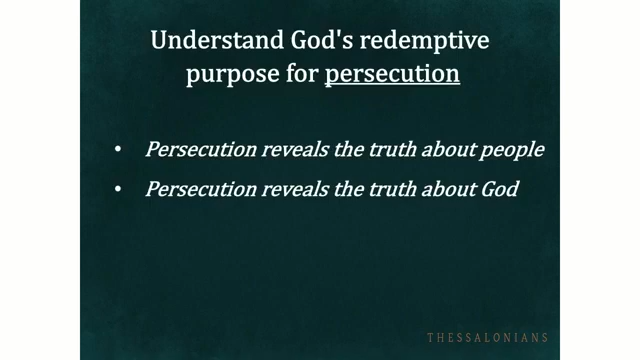 Understand God's redemptive
purpose for persecution
• Persecution reveals the truth about people
• Persecution reveals the truth about God
THESSALONIANS